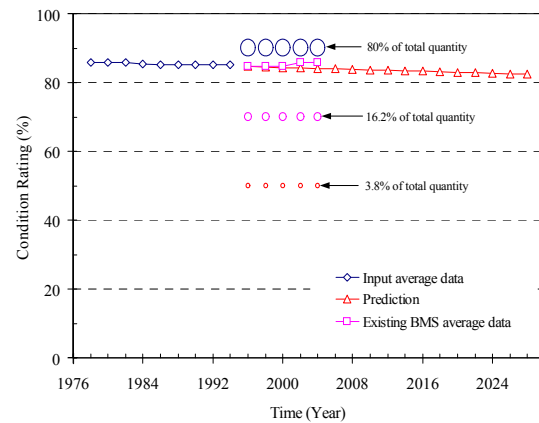 100
80
60
40
20
0
Condition Rating (%)
80% of total quantity
16.2% of total quantity
3.8% of total quantity
Input average data
Prediction
Existing BMS average data
1976 1984 1992 2000 2008 2016 2024
Time (Year)